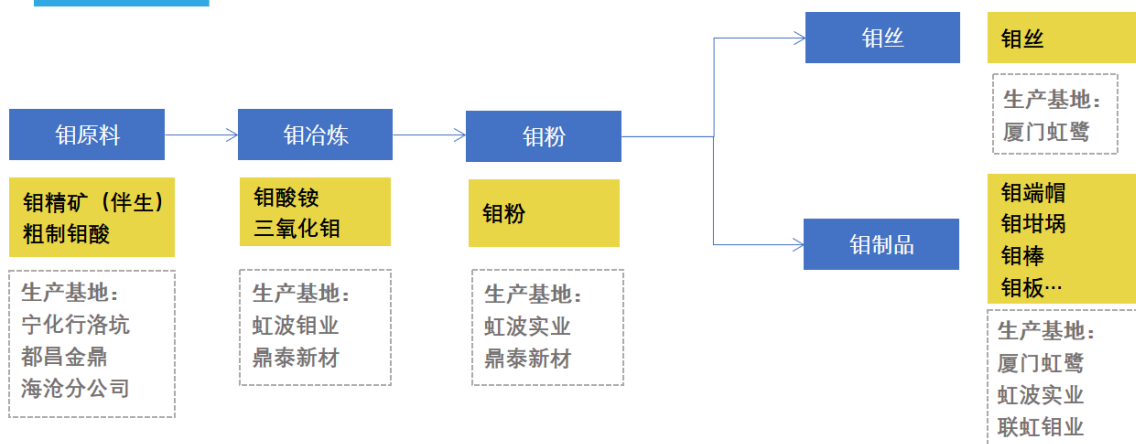 钼原料
钼精矿（伴生）
粗制钼酸
生产基地：
宁化行洛坑
都昌金鼎
海沧分公司
钼冶炼
钼酸铵
三氧化钼
生产基地：
虹波钼业
鼎泰新材
钼粉
钼粉
生产基地：
虹波实业
鼎泰新材
钼丝
钼丝
生产基地：
厦门虹鹭
钼制品
钼端帽
钼坩埚
钼棒
钼板…
生产基地：
厦门虹鹭
虹波实业
联虹钼业